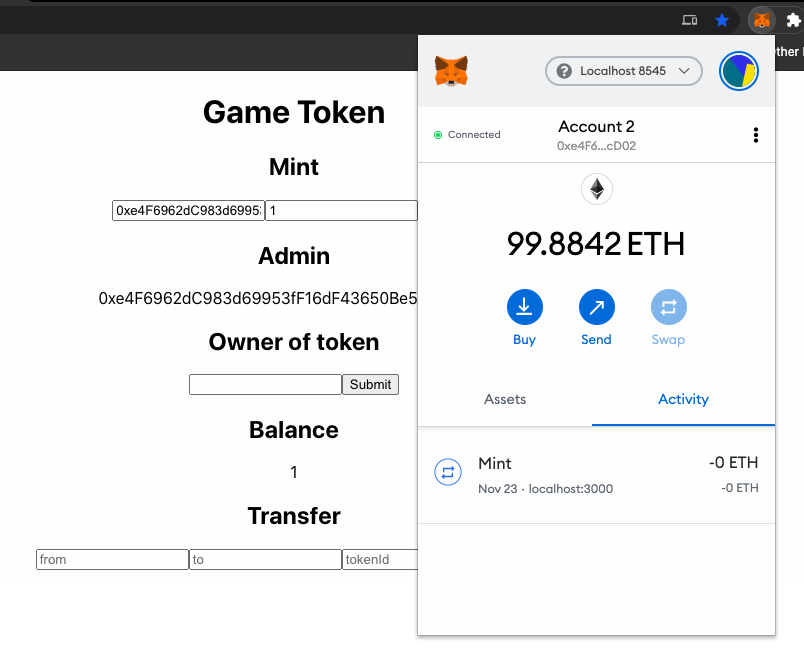 ther
Localhost 8545
Game Token
Connected
Account 2
0xe4F6...cD02
Mint
0xe4F6962dC983d6995 1
99.8842 ETH
Admin
0xe4F6962dC983d69953fF16dF43650Be5
Buy Send Swap
Owner of token
Submit
Assets Activity
Balance
1
Mint -0 ETH
Nov 23 · localhost:3000 -0 ETH
Transfer
from to tokenId